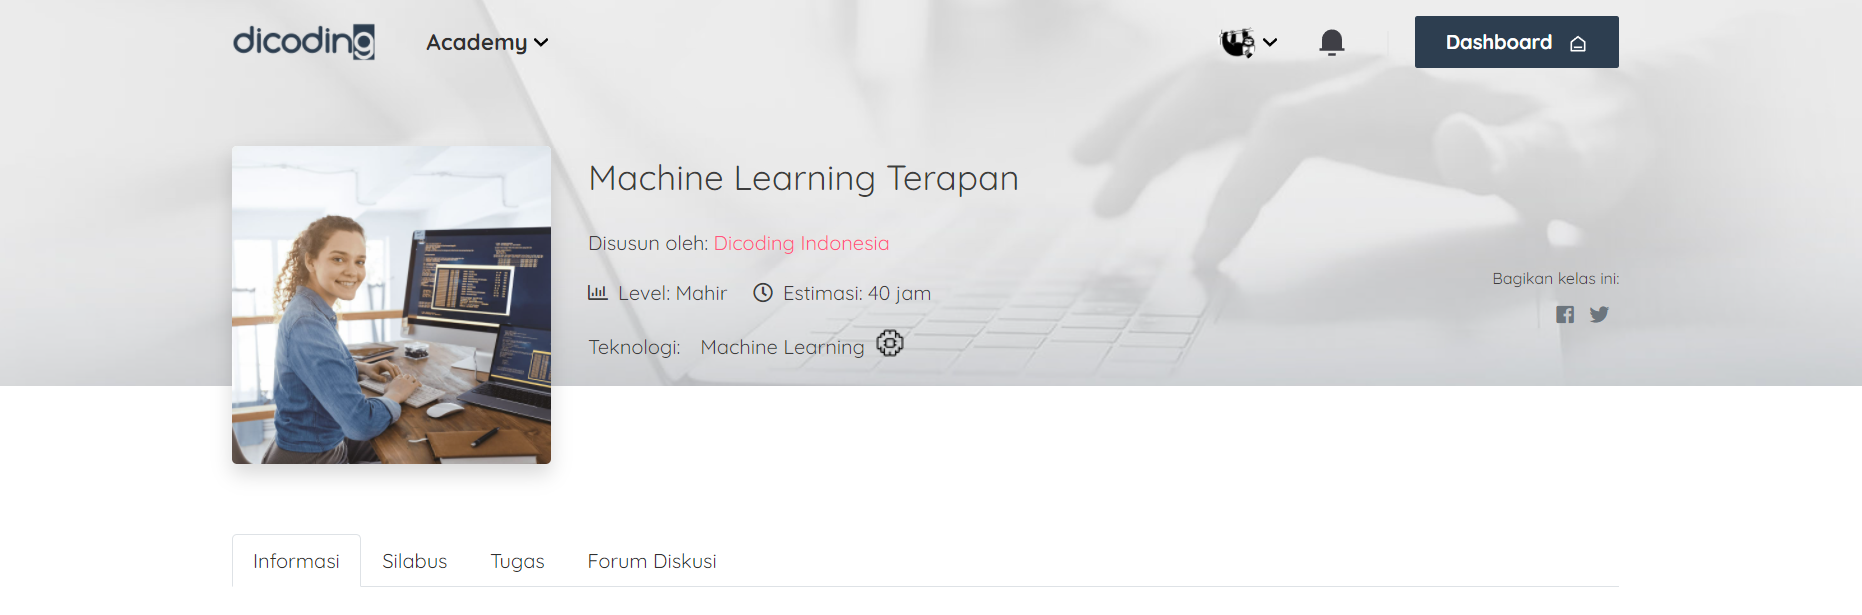 dicoding
Academy
Dashboard
Machine Learning Terapan
Disusun oleh: Dicoding Indonesia
Level: Mahir Estimasi: 40 jam
Bagikan kelas ini:
Teknologi: Machine Learning
Informasi Silabus Tugas Forum Diskusi